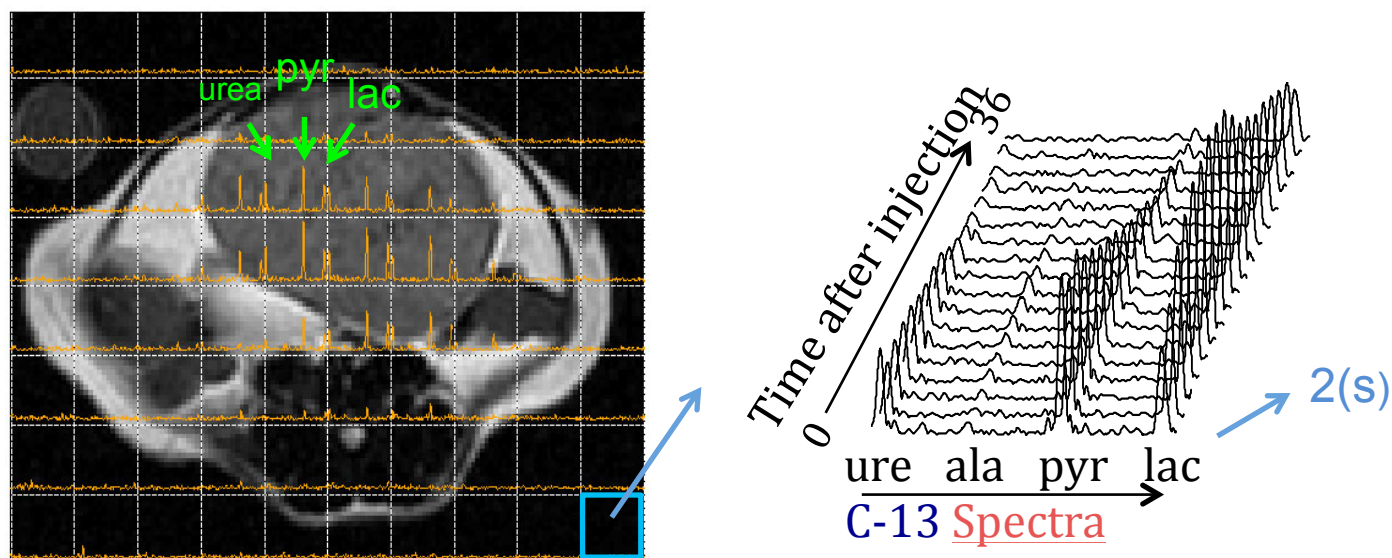 urea
pyr
lac
Time after injection
0
36
2(s)
ure ala pyr lac
C-13 Spectra